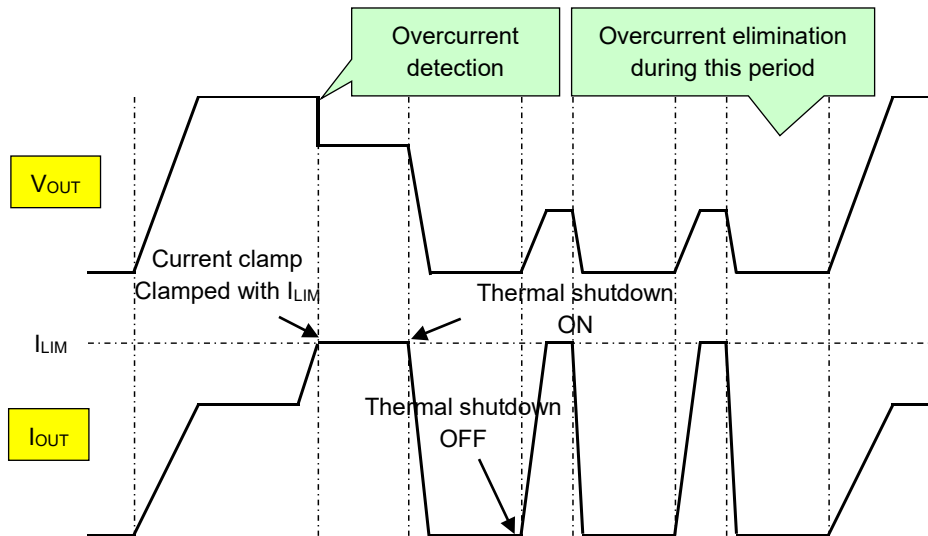 Overcurrent
detection
Overcurrent elimination
during this period
VOUT
Current clamp
Clamped with ILIM
Thermal shutdown
ON
ILIM
Thermal shutdown
OFF
IOUT